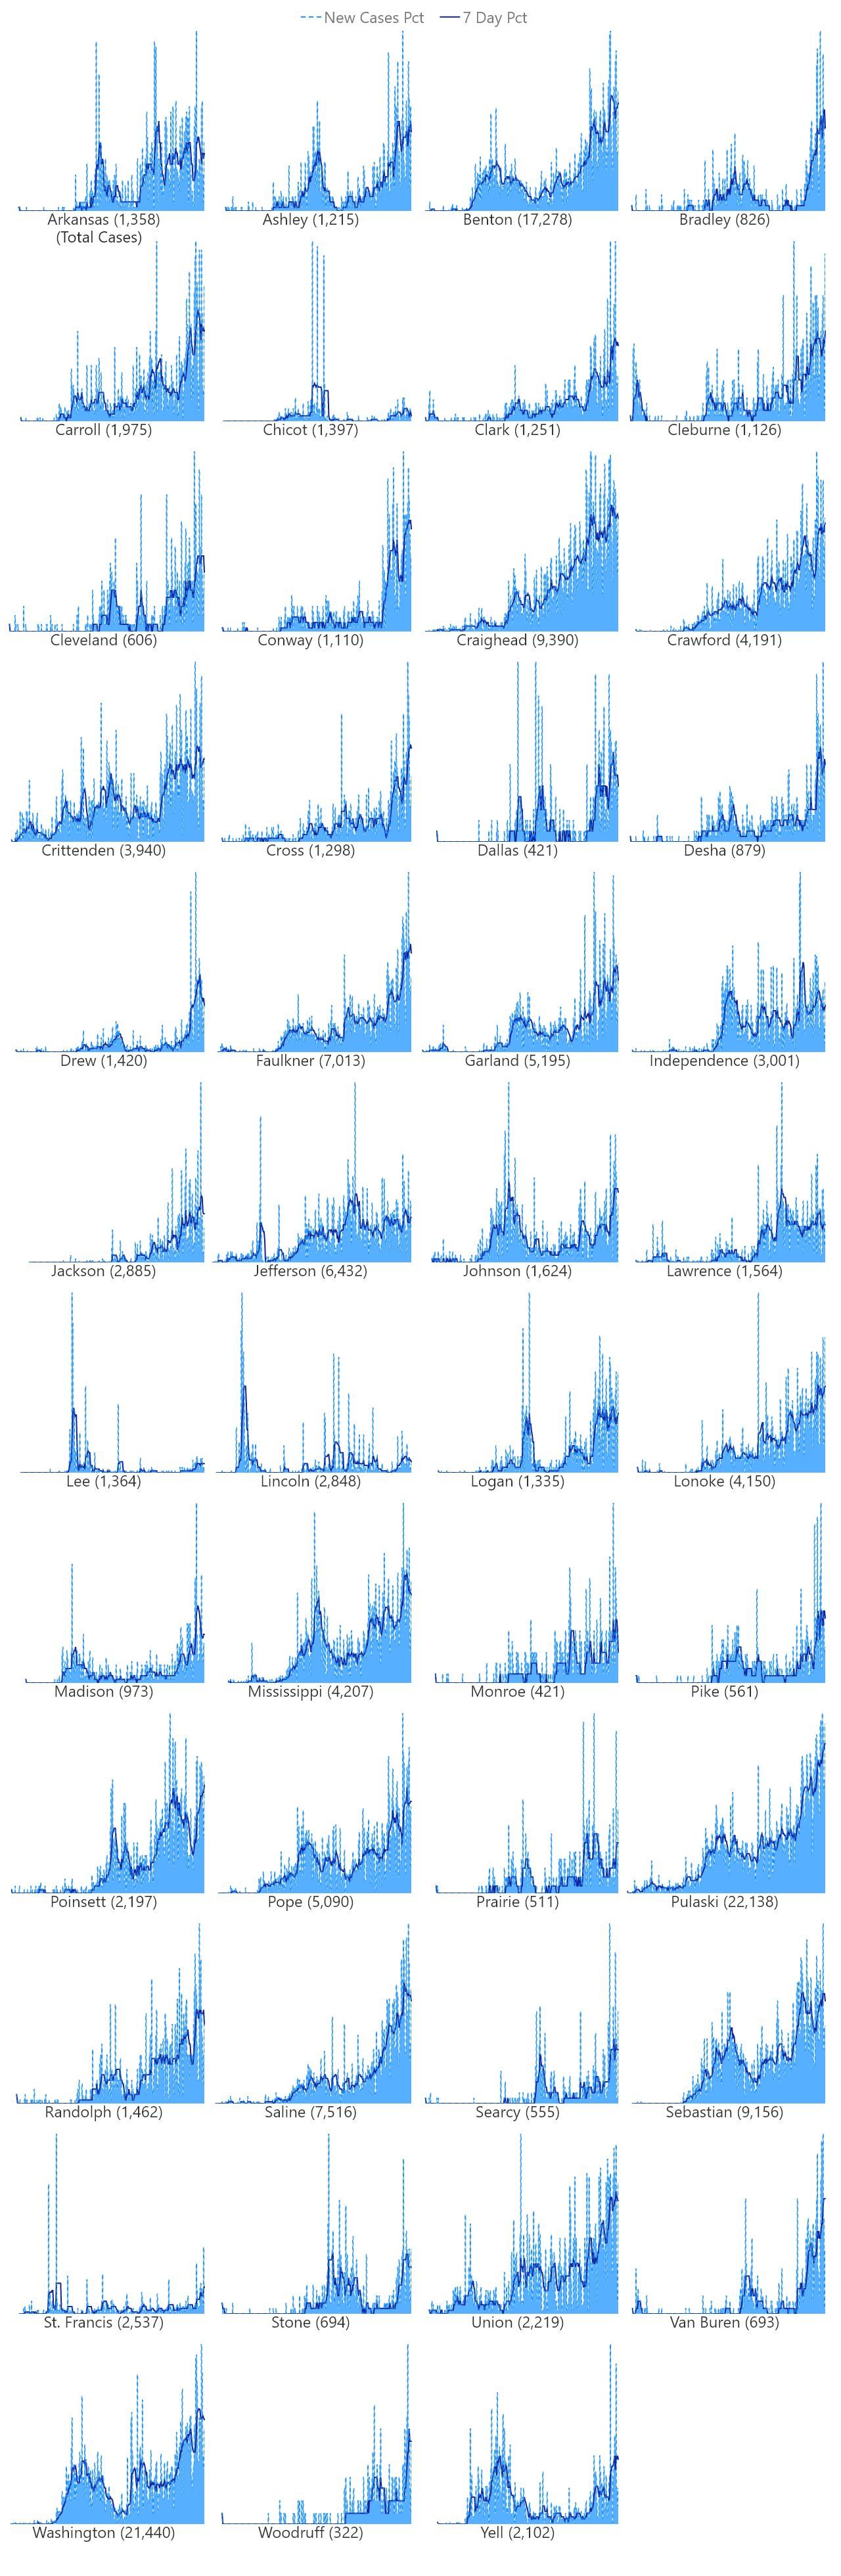 New Cases Pct 7 Day Pct
Arkansas (1,358) Ashley (1,215) Benton (17,278) Bradley (826)
(Total Cases)
Carroll (1,975) Chicot (1,397) Clark (1,251) Cleburne (1,126)
Cleveland (606) Conway (1,110) Craighead (9,390) Crawford (4,191)
Crittenden (3,940) Cross (1,298) Dallas (421) Desha (879)
Drew (1,420) Faulkner (7,013) Garland (5,195) Independence (3,001)
Jackson (2,885) Jefferson (6,432) Johnson (1,624) Lawrence (1,564)
Lee (1,364) Lincoln (2,848) Logan (1,335) Lonoke (4,150)
Madison (973) Mississippi (4,207) Monroe (421) Pike (561)
Poinsett (2,197) Pope (5,090) Prairie (511) Pulaski (22,138)
Randolph (1,462) Saline (7,516) Searcy (555) Sebastian (9,156)
St. Francis (2,537) Stone (694) Union (2,219) Van Buren (693)
Washington (21,440) Woodruff (322) Yell (2,102)